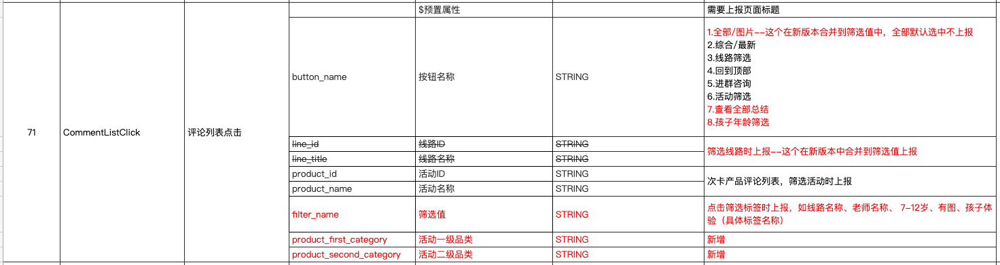 $预置属性 需要上报页面标题
71 CommentListClick 评论列表点击
button_name 按钮名称 STRING
1.全部/图片--这个在新版本合并到筛选值中，全部默认选中不上报
2.综合/最新
3.线路筛选
4.回到顶部
5.进群咨询
6.活动筛选
7.查看全部总结
8.孩子年龄筛选
line_id 线路ID STRING
line_title 线路名称 STRING
筛选线路时上报--这个在新版本中合并到筛选值上报
product_id 活动ID STRING
product_name 活动名称 STRING
次卡产品评论列表，筛选活动时上报
filter_name 筛选值 STRING
点击筛选标签时上报，如线路名称、老师名称、 7-12岁、有图、孩子体
验（具体标签名称）
product_first_category 活动一级品类 STRING 新增
product_second_category 活动二级品类 STRING 新增